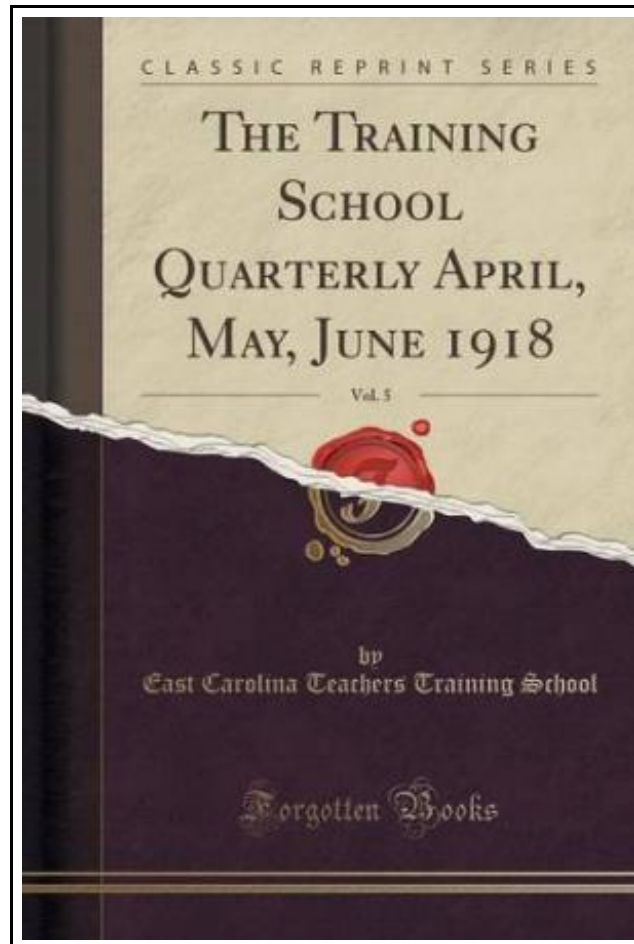 CLASSIC REPRINT SERIES
THE TRAINING
SCHOOL
QUARTERLY APRIL,
MAY, JUNE 1918
Vol. 5
by
East Carolina Teachers Training School
Forgotten Books